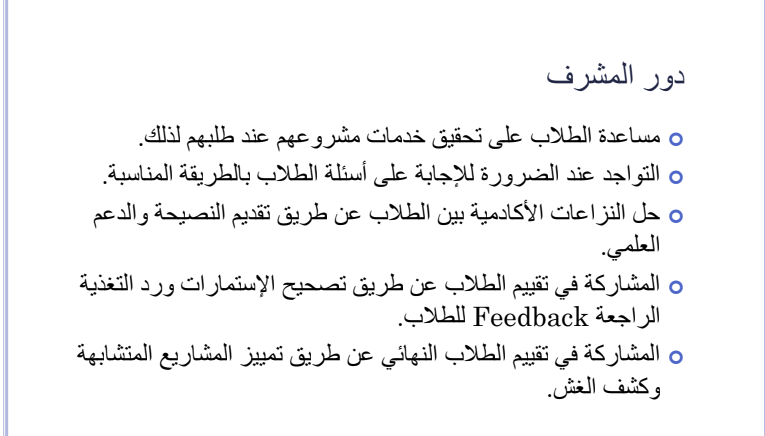 دور المشرف
مساعدة الطلاب على تحقيق خدمات مشروعهم عند طلبهم لذلك.
التواجد عند الضرورة للإجابة على أسئلة الطلاب بالطريقة المناسبة.
حل النزاعات الأكادمية بين الطلاب عن طريق تقديم النصيحة والدعم
العلمي.
المشاركة في تقييم الطلاب عن طريق تصحيح الإستمارات ورد التغذية
الراجعة Feedback للطلاب.
المشاركة في تقييم الطلاب النهائي عن طريق تمييز المشاريع المتشابهة
وكشف الغش.